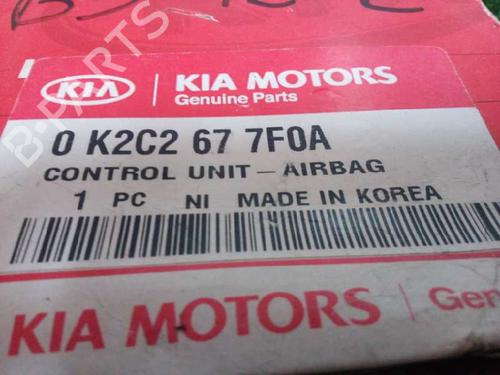 KIA
KIA MOTORS
Genuine Parts
B-PARTS
0 K2C2 67 7F0A
CONTROL UNIT - AIRBAG
1 PC NI MADE IN KOREA
KIA MOTORS